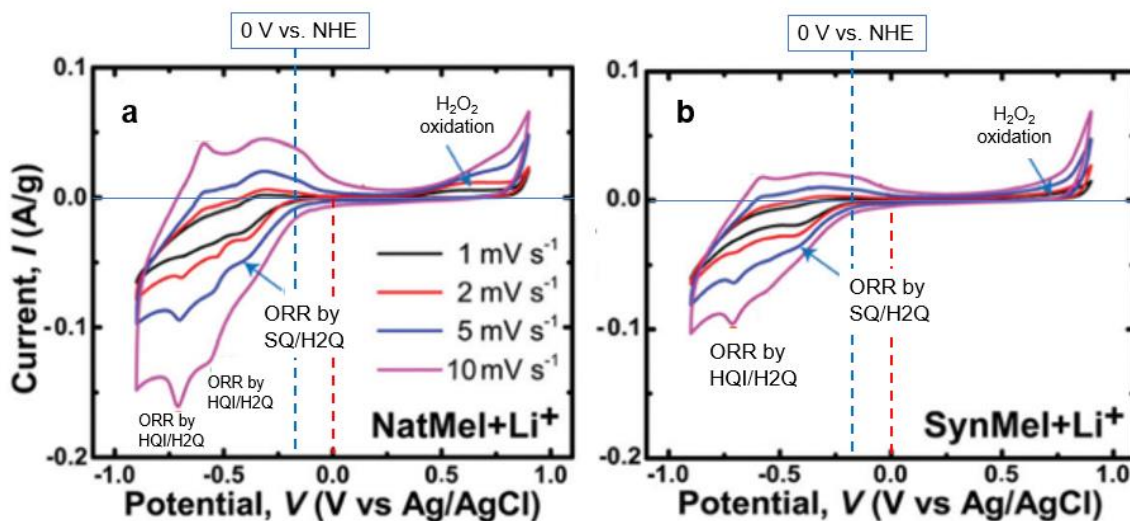 0 V vs. NHE
a
H2O2
oxidation
0.1
0.0
-0.1
-0.2
Current, I (A/g)
1 mV s-1
2 mV s-1
5 mV s-1
10 mV s-1
ORR by
SQ/H2Q
ORR by
HQI/H2Q
ORR by
HQI/H2Q
NatMel+Li+
-1.0 -0.5 0.0 0.5 1.0
Potential, V (V vs Ag/AgCl)
0 V vs. NHE
b
H2O2
oxidation
0.1
0.0
-0.1
-0.2
ORR by
SQ/H2Q
ORR by
HQI/H2Q
SynMel+Li+
-1.0 -0.5 0.0 0.5 1.0
Potential, V (V vs Ag/AgCl)